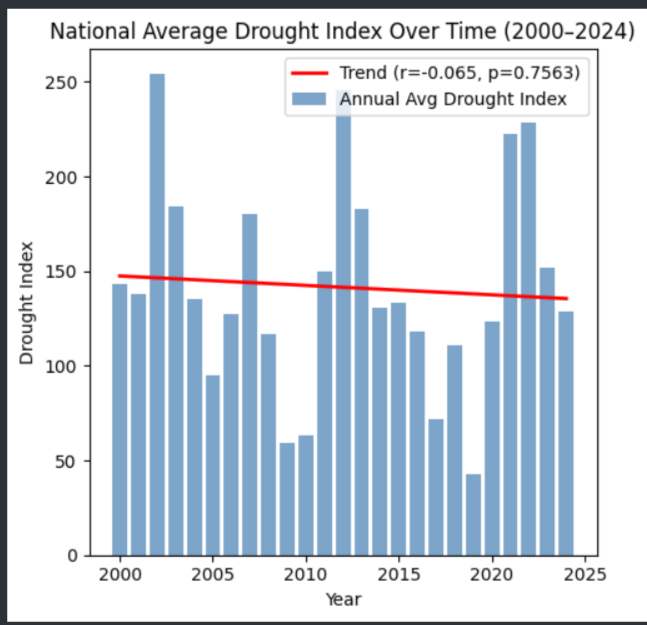 National Average Drought Index Over Time (2000–2024)
Trend (r=-0.065, p=0.7563)
Annual Avg Drought Index
250
200
150
100
50
0
Drought Index
2000 2005 2010 2015 2020 2025
Year